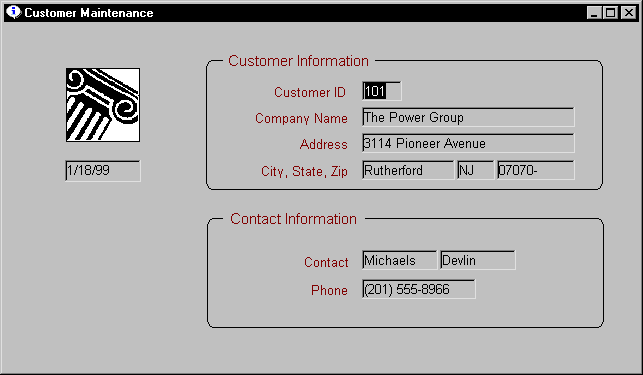 Customer Maintenance
Customer Information
Customer ID 101
Company Name The Power Group
Address 3114 Pioneer Avenue
City, State, Zip Rutherford NJ 07070-
1/18/99
Contact Information
Contact Michaels Devlin
Phone (201) 555-8966